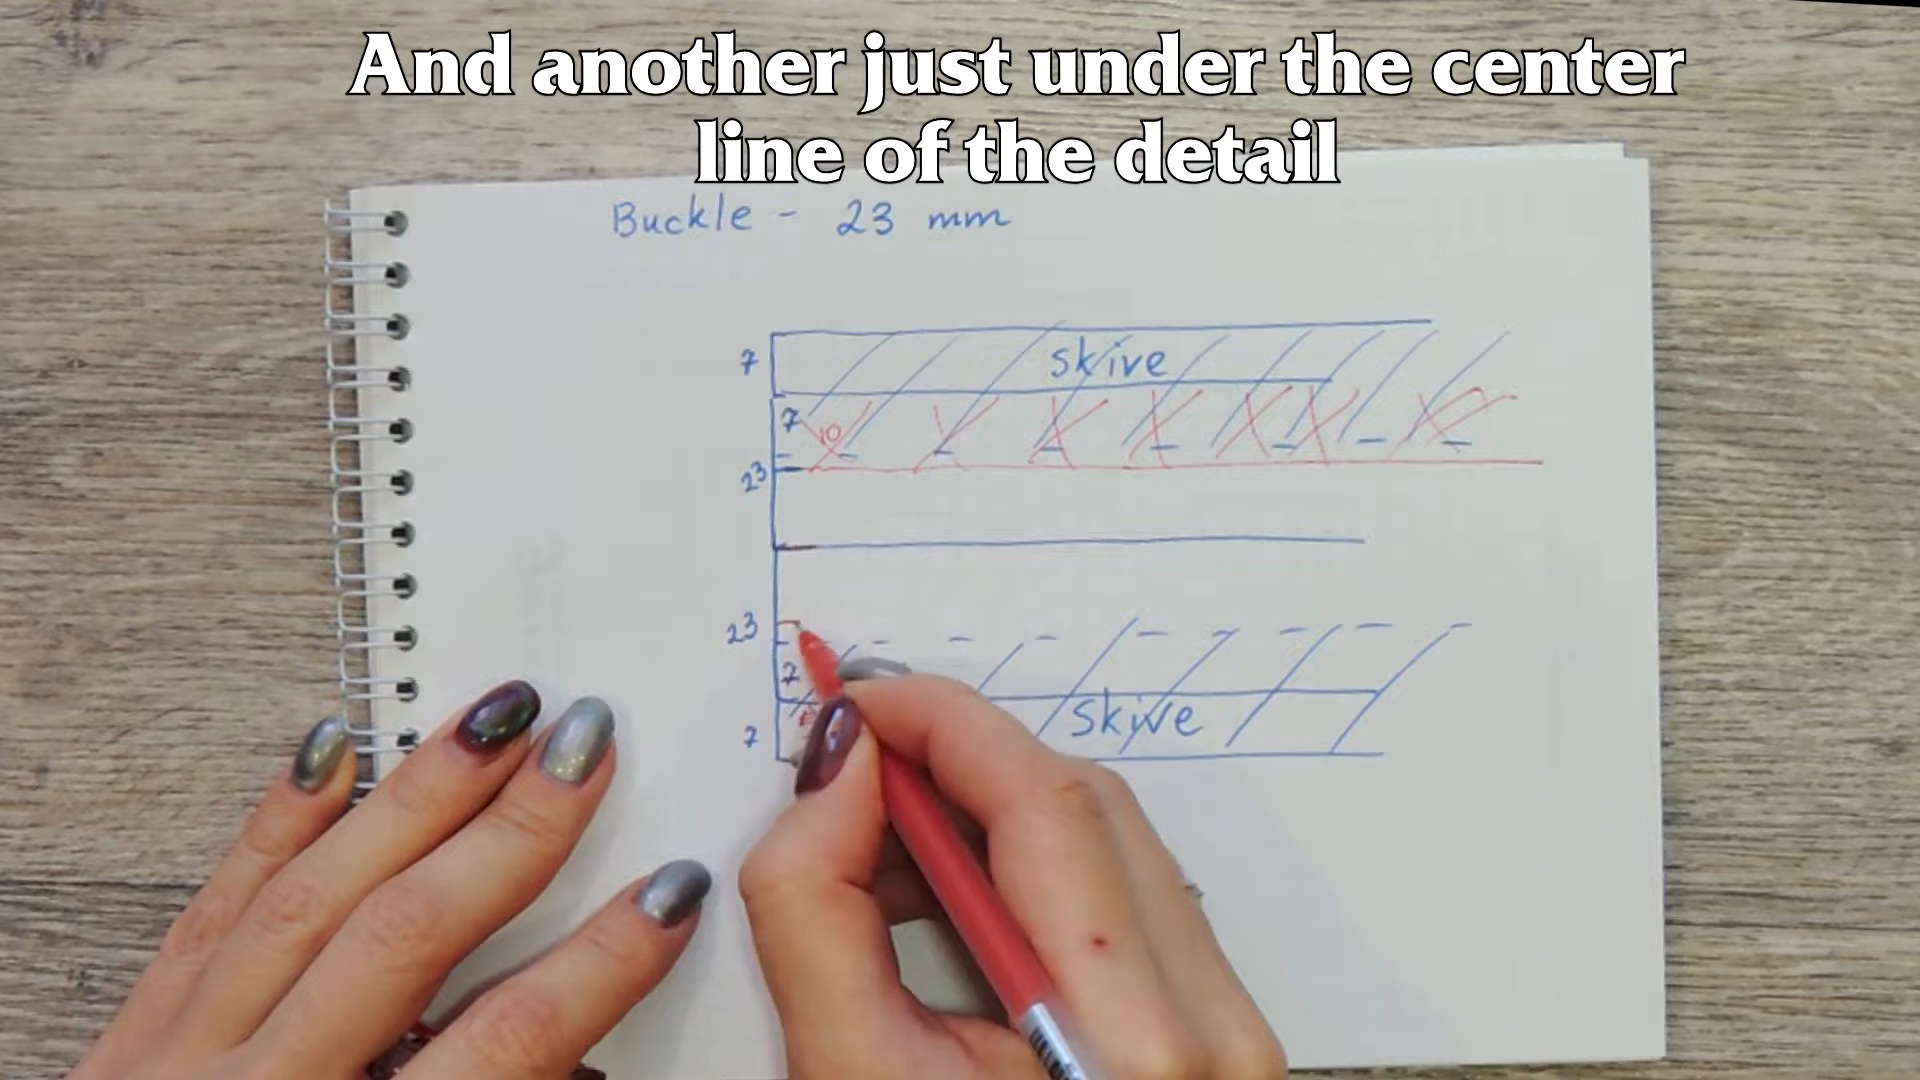 And another just under the center
line of the detail
Buckle - 23 mm
7
skive
7
10
23
23
7
Skive
7